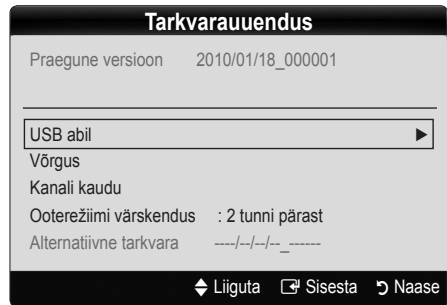 Tarkvarauuendus
Praegune versioon 2010/01/18_000001
USB abil ►
Võrgus
Kanali kaudu
Ooterežiimi värskendus : 2 tunni pärast
Alternatiivne tarkvara ----/--/--/--_------
Liiguta Sisesta Naase